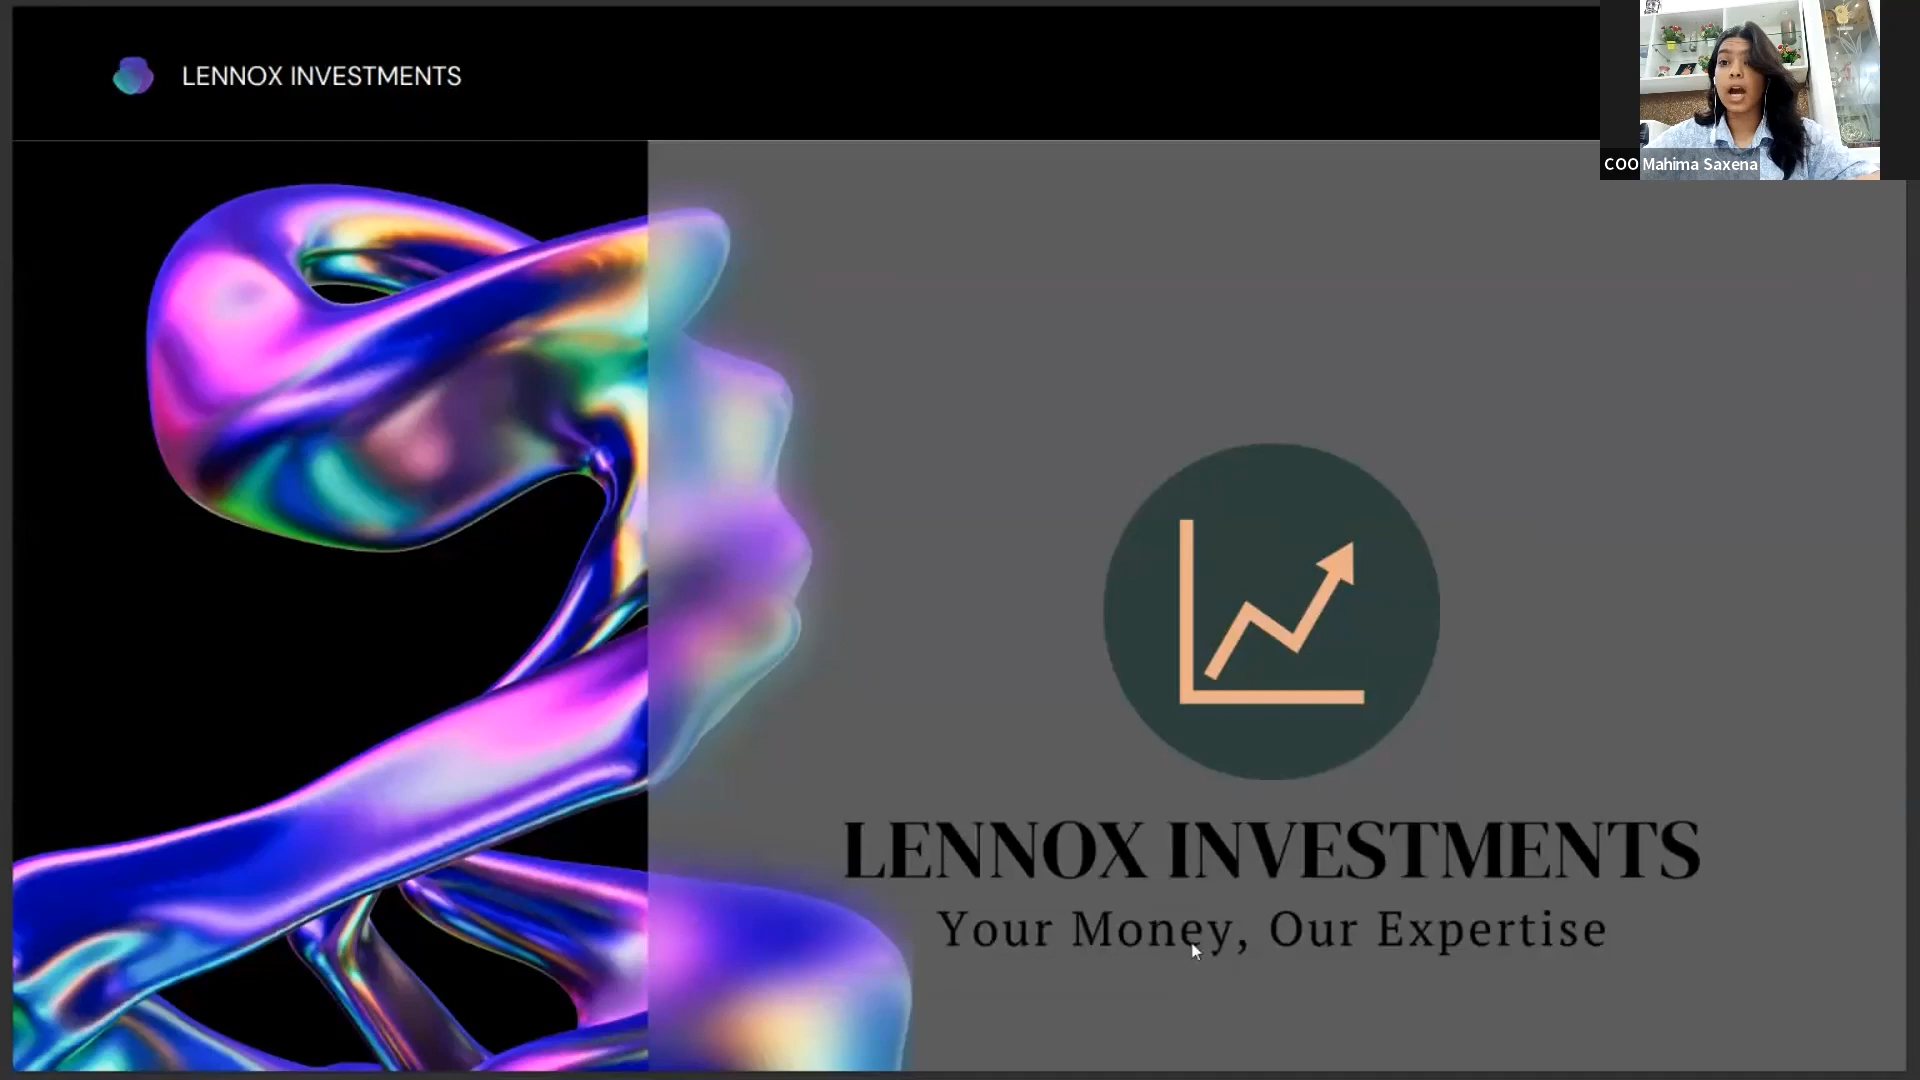 LENNOX INVESTMENTS
COO Mahima Saxena
LENNOX INVESTMENTS
Your Money, Our Expertise